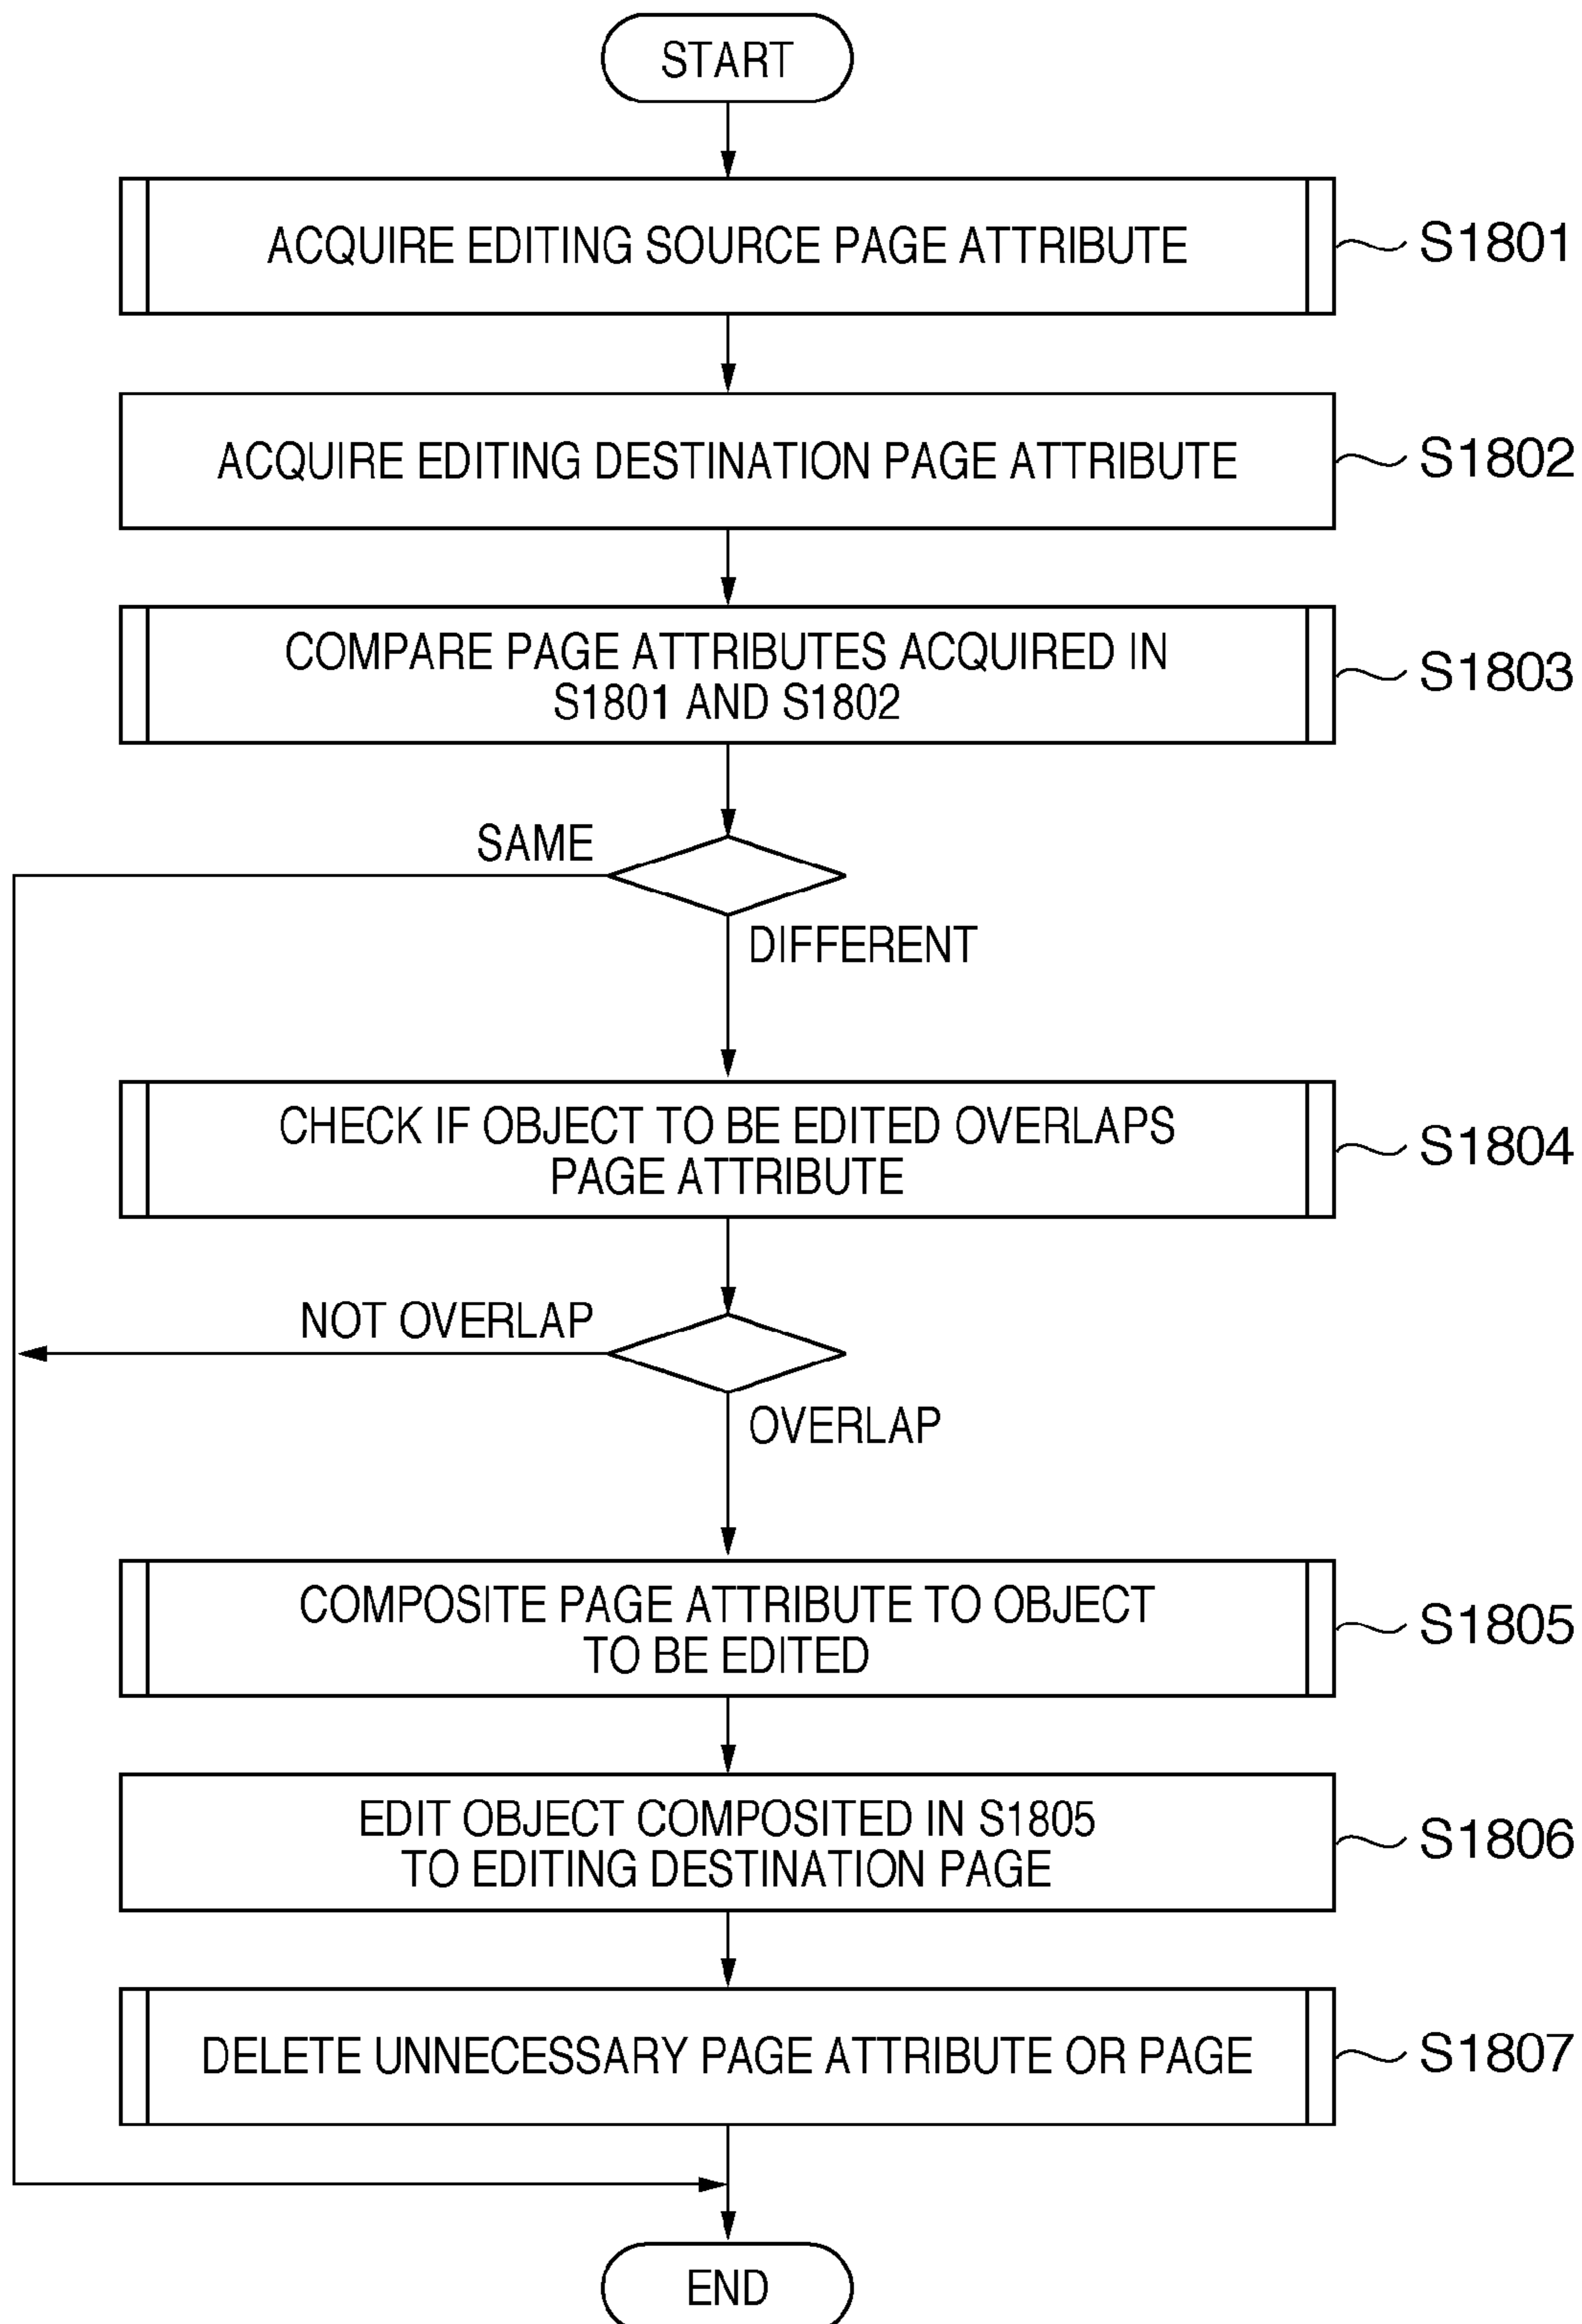 START
ACQUIRE EDITING SOURCE PAGE ATTRIBUTE
S1801
ACQUIRE EDITING DESTINATION PAGE ATTRIBUTE
S1802
COMPARE PAGE ATTRIBUTES ACQUIRED IN
S1801 AND S1802
S1803
SAME
DIFFERENT
CHECK IF OBJECT TO BE EDITED OVERLAPS
PAGE ATTRIBUTE
S1804
NOT OVERLAP
OVERLAP
COMPOSITE PAGE ATTRIBUTE TO OBJECT
TO BE EDITED
S1805
EDIT OBJECT COMPOSITED IN S1805
TO EDITING DESTINATION PAGE
S1806
DELETE UNNECESSARY PAGE ATTRIBUTE OR PAGE
S1807
END